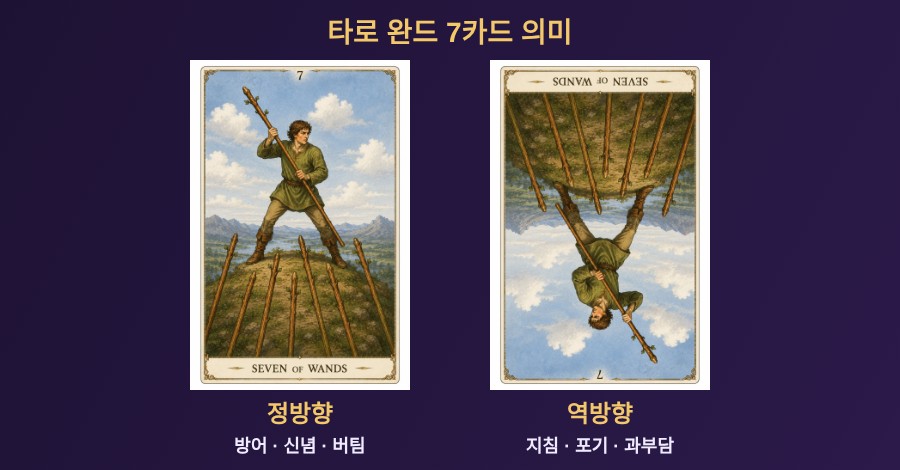 타로 완드 7카드 의미
7
SEVEN OF WANDS
SEVEN OF WANDS
7
정방향
역방향
방어 · 신념 · 버팀
지침 · 포기 · 과부담